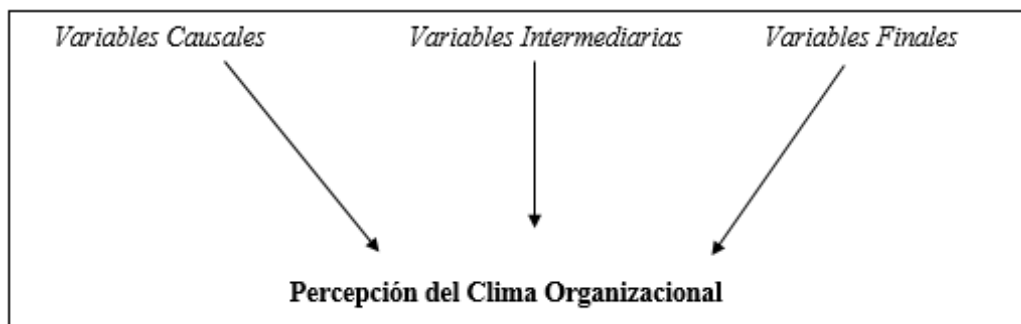 Variables Causales Variables Intermediarias Variables Finales
Percepción del Clima Organizacional